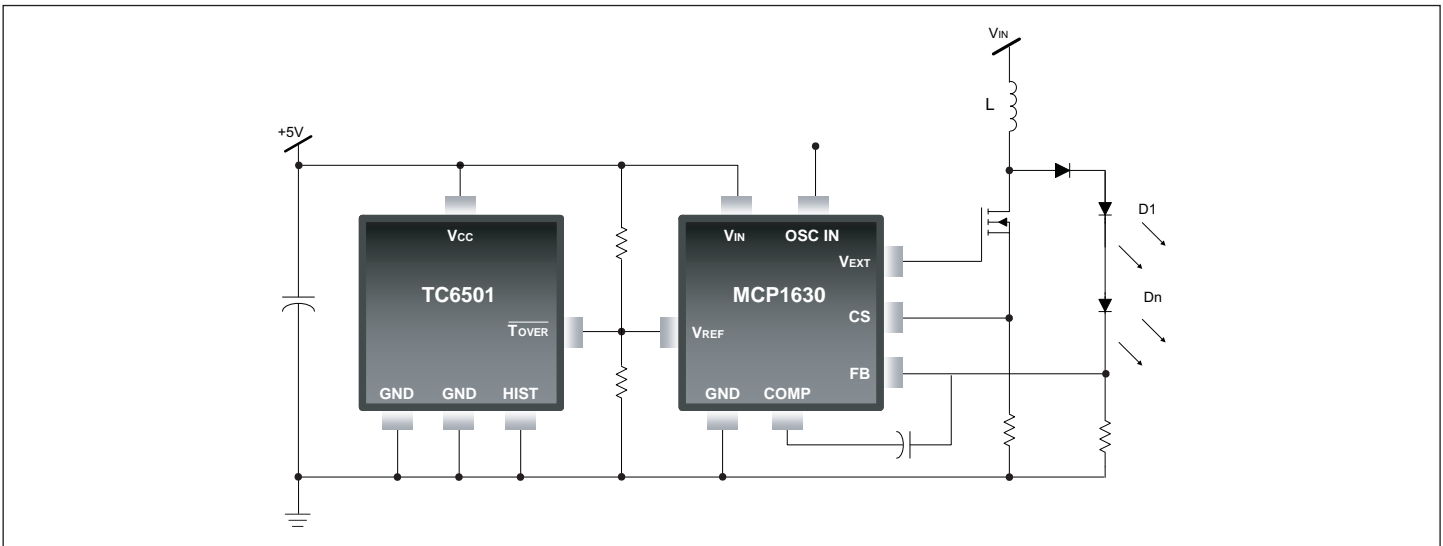 VIN
L
+5V
D1
VCC
VIN OSC IN
VEXT
TC6501
MCP1630
Dn
CS
TOVER
VREF
FB
GND GND HIST
GND COMP